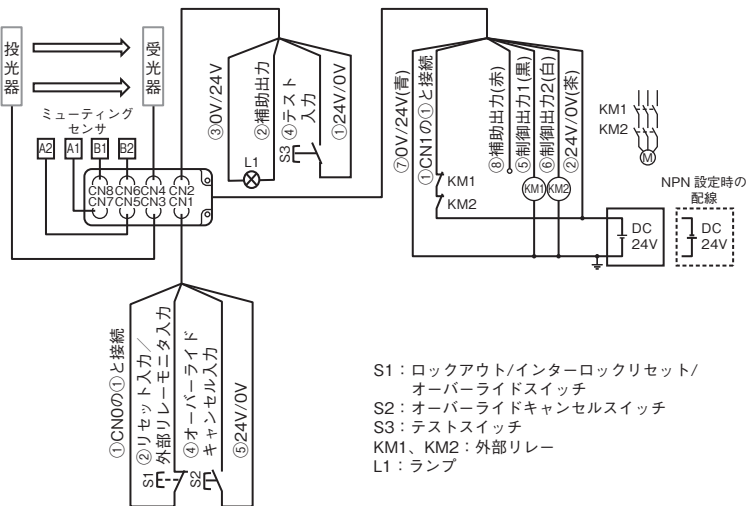 投光器
受光器
ミューティング
センサ
A2
A1
B1
B2
CN8CN6CN4 CN2
CN7CN5CN3 CN1
③0V/24V
②補助出力
④テスト
入力
①24V/0V
S3
L1
⑦0V/24V(青)
①CN1の①と接続
⑧補助出力(赤)
⑤制御出力1(黒)
⑥制御出力2(白)
②24V/0V(茶)
KM1
KM2
KM1
KM2
KM1
KM2
M
NPN 設定時の
配線
DC
24V
DC
24V
①CN0の①と接続
②リセット入力/
外部リレーモニタ入力
④オーバーライド
キャンセル入力
⑤24V/0V
S1
S2
S1:ロックアウト/インターロックリセット/
オーバーライドスイッチ
S2:オーバーライドキャンセルスイッチ
S3:テストスイッチ
KM1、KM2:外部リレー
L1:ランプ